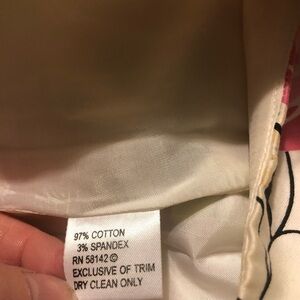 97% COTTON
3% SPANDEX
RN 58142 ©
EXCLUSIVE OF TRIM
DRY CLEAN ONLY